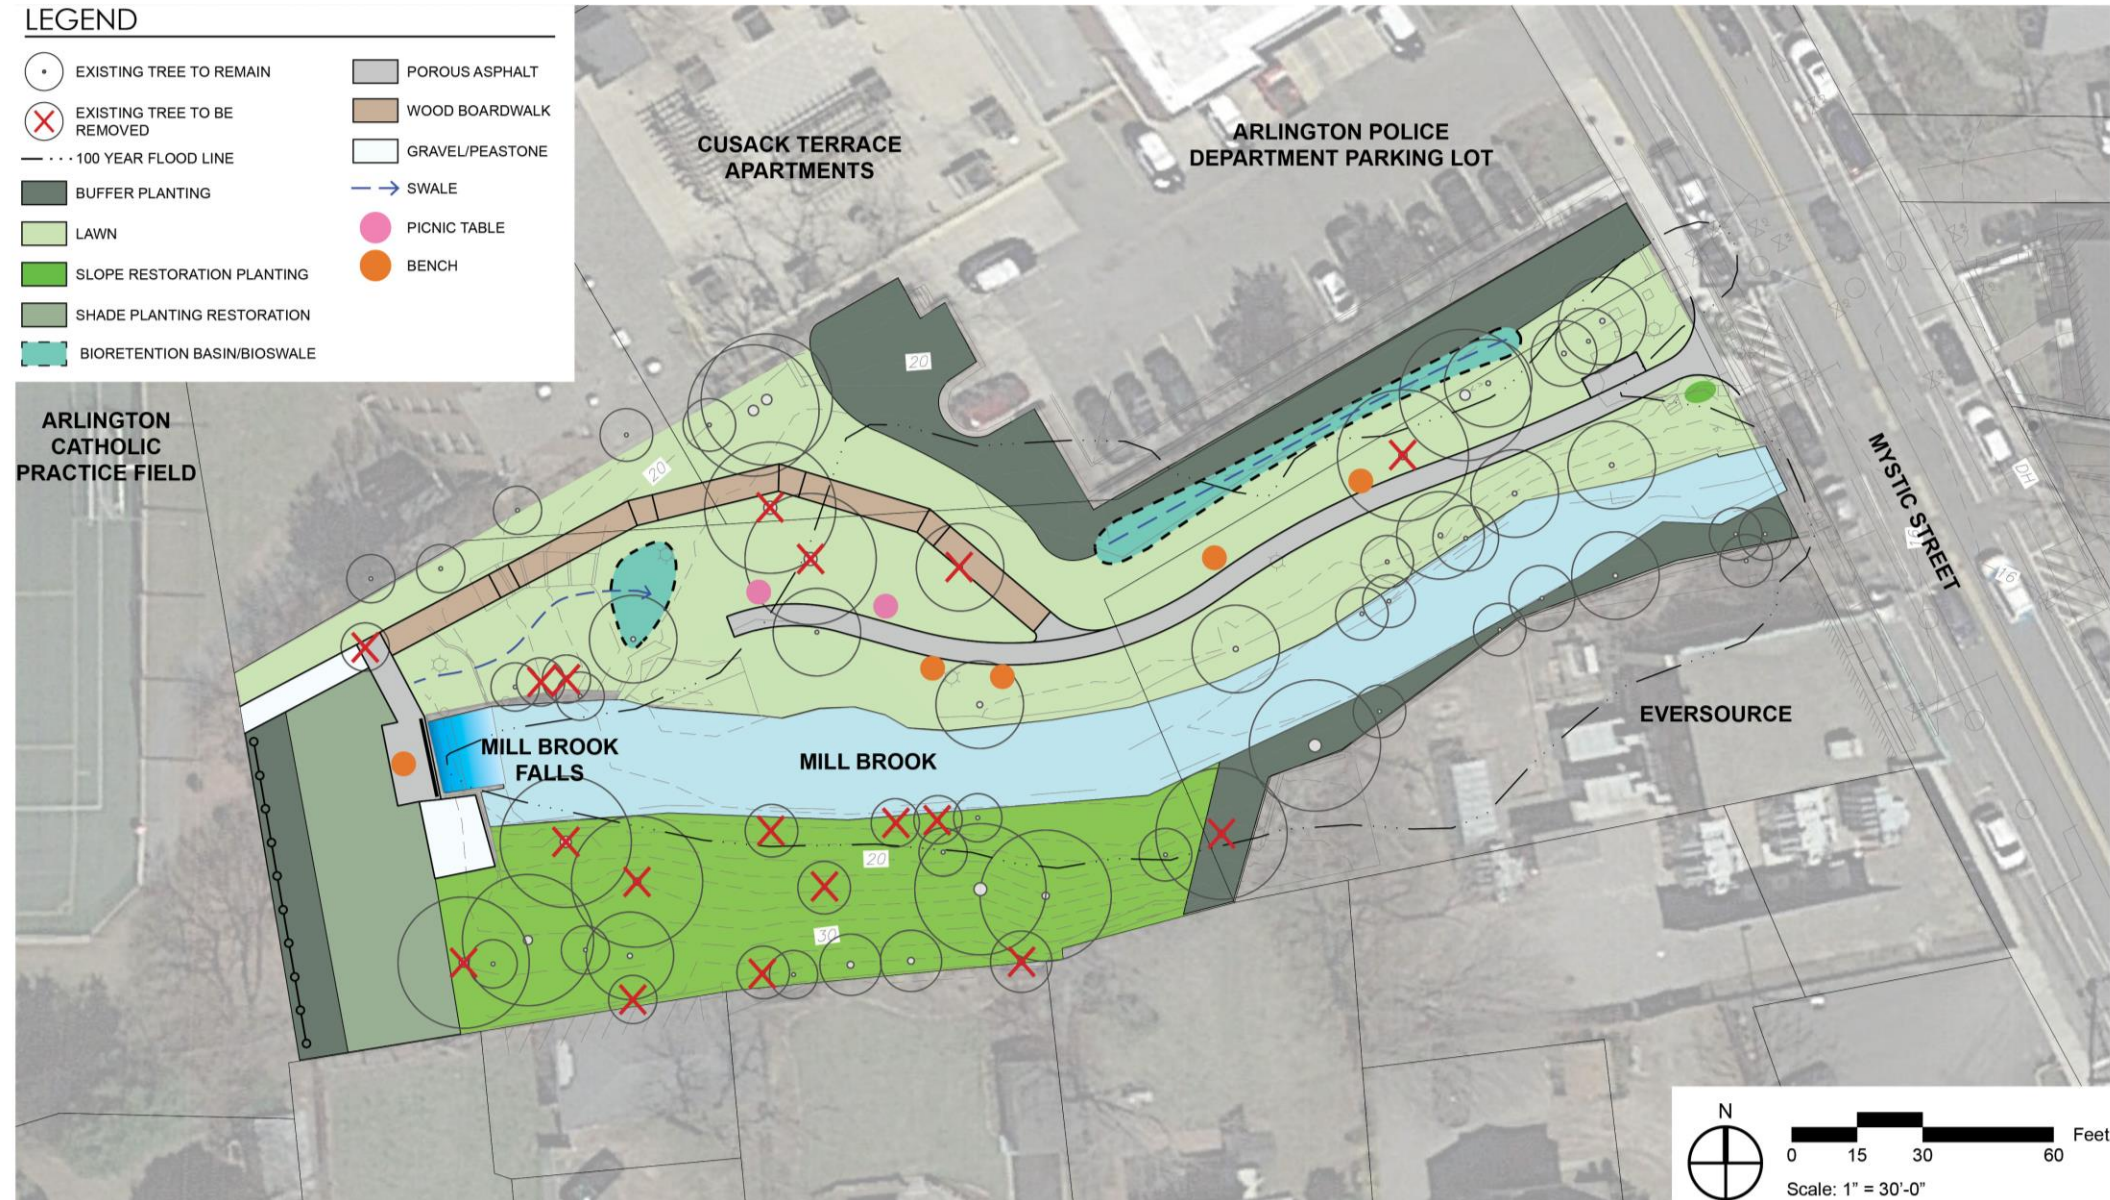 LEGEND
EXISTING TREE TO REMAIN
EXISTING TREE TO BE
REMOVED
100 YEAR FLOOD LINE
BUFFER PLANTING
LAWN
SLOPE RESTORATION PLANTING
SHADE PLANTING RESTORATION
BIORETENTION BASIN/BIOSWALE
POROUS ASPHALT
WOOD BOARDWALK
GRAVEL/PEASTONE
SWALE
PICNIC TABLE
BENCH
CUSACK TERRACE
APARTMENTS
ARLINGTON POLICE
DEPARTMENT PARKING LOT
ARLINGTON
CATHOLIC
PRACTICE FIELD
20
20
MYSTIC STREET
DH
16
MILL BROOK
FALLS
MILL BROOK
EVERSOURCE
20
30
N
0 15 30 60
Feet
Scale: 1" = 30'-0"